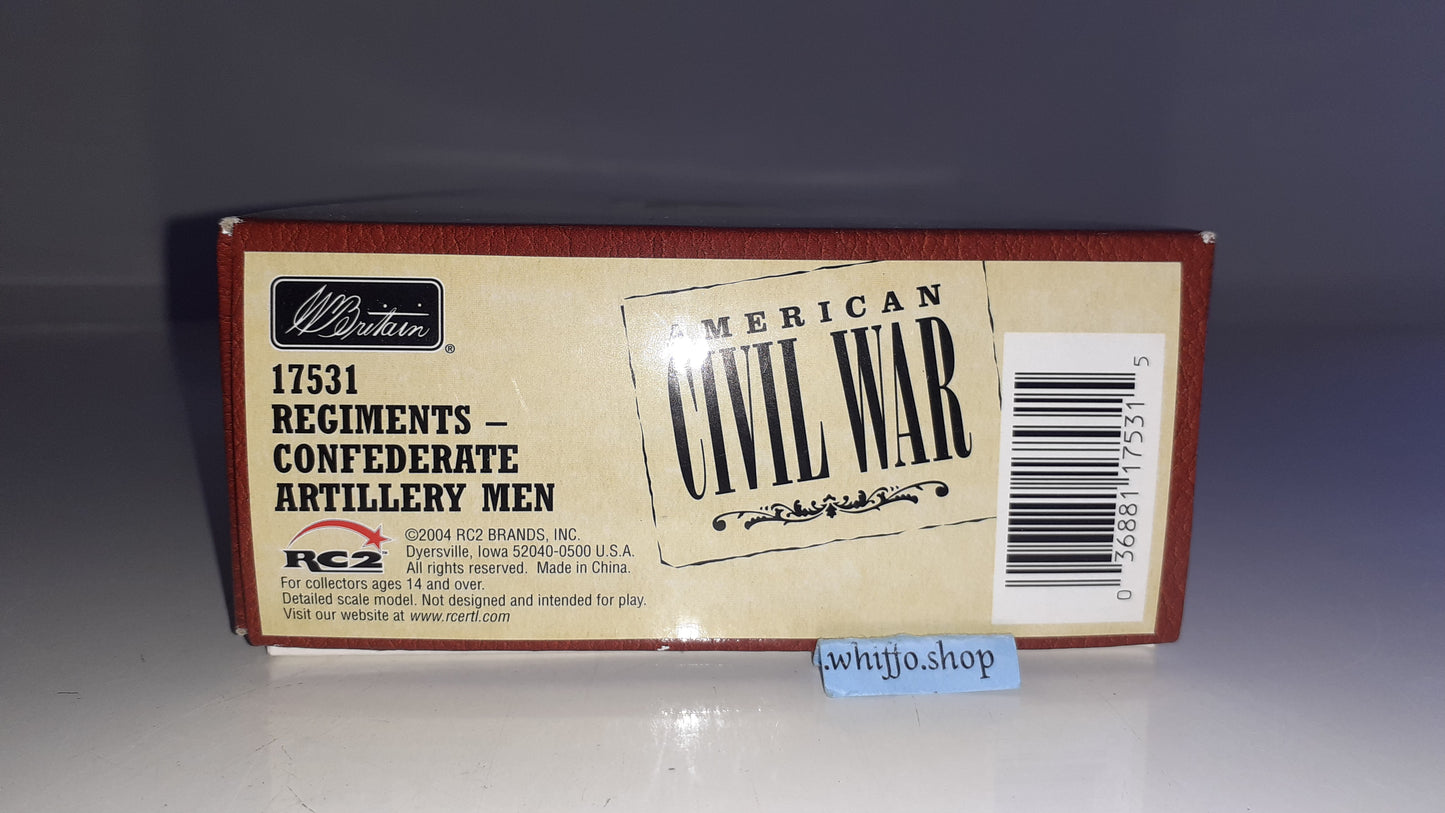 WBritain
®
17531
REGIMENTS –
CONFEDERATE
ARTILLERY MEN
RC2™
©2004 RC2 BRANDS, INC.
Dyersville, Iowa 52040-0500 U.S.A.
All rights reserved. Made in China.
For collectors ages 14 and over.
Detailed scale model. Not designed and intended for play.
Visit our website at www.rcertl.com
AMERICAN
CIVIL WAR
0 36881 17531 5
.whiffo.shop